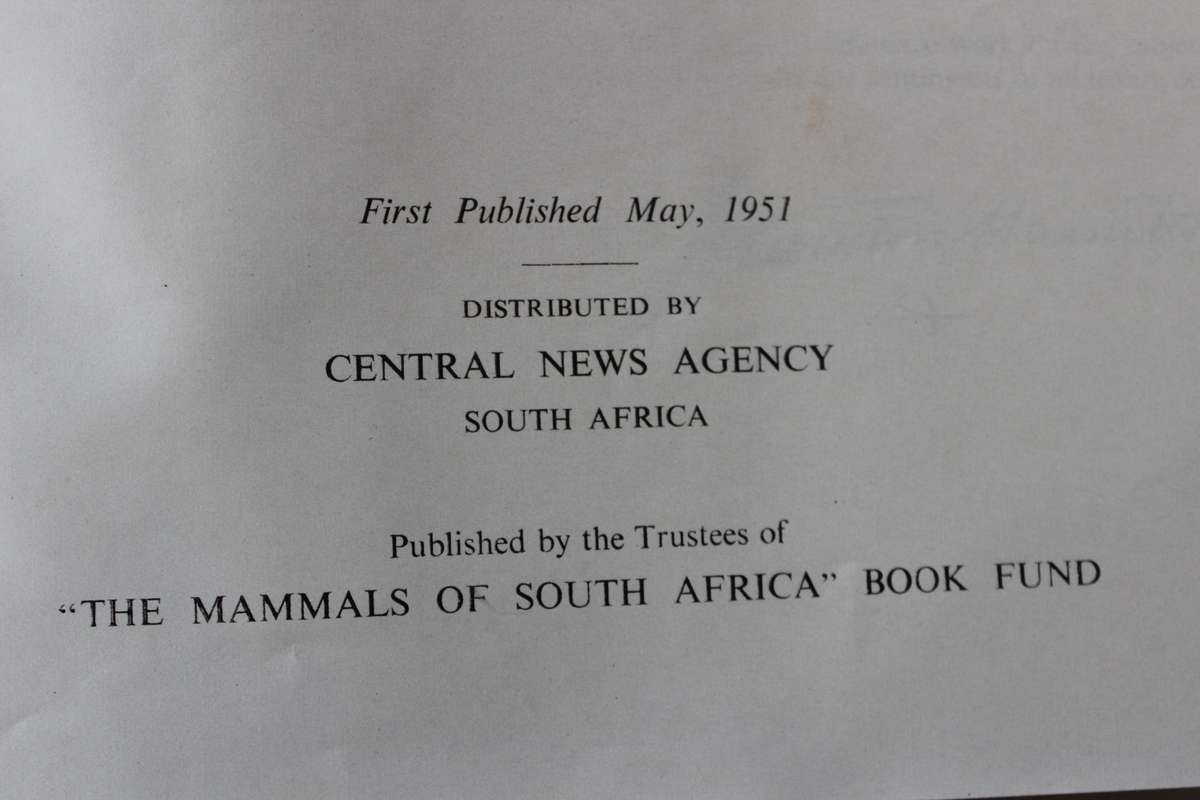 First Published May, 1951
DISTRIBUTED BY
CENTRAL NEWS AGENCY
SOUTH AFRICA
Published by the Trustees of
“THE MAMMALS OF SOUTH AFRICA” BOOK FUND